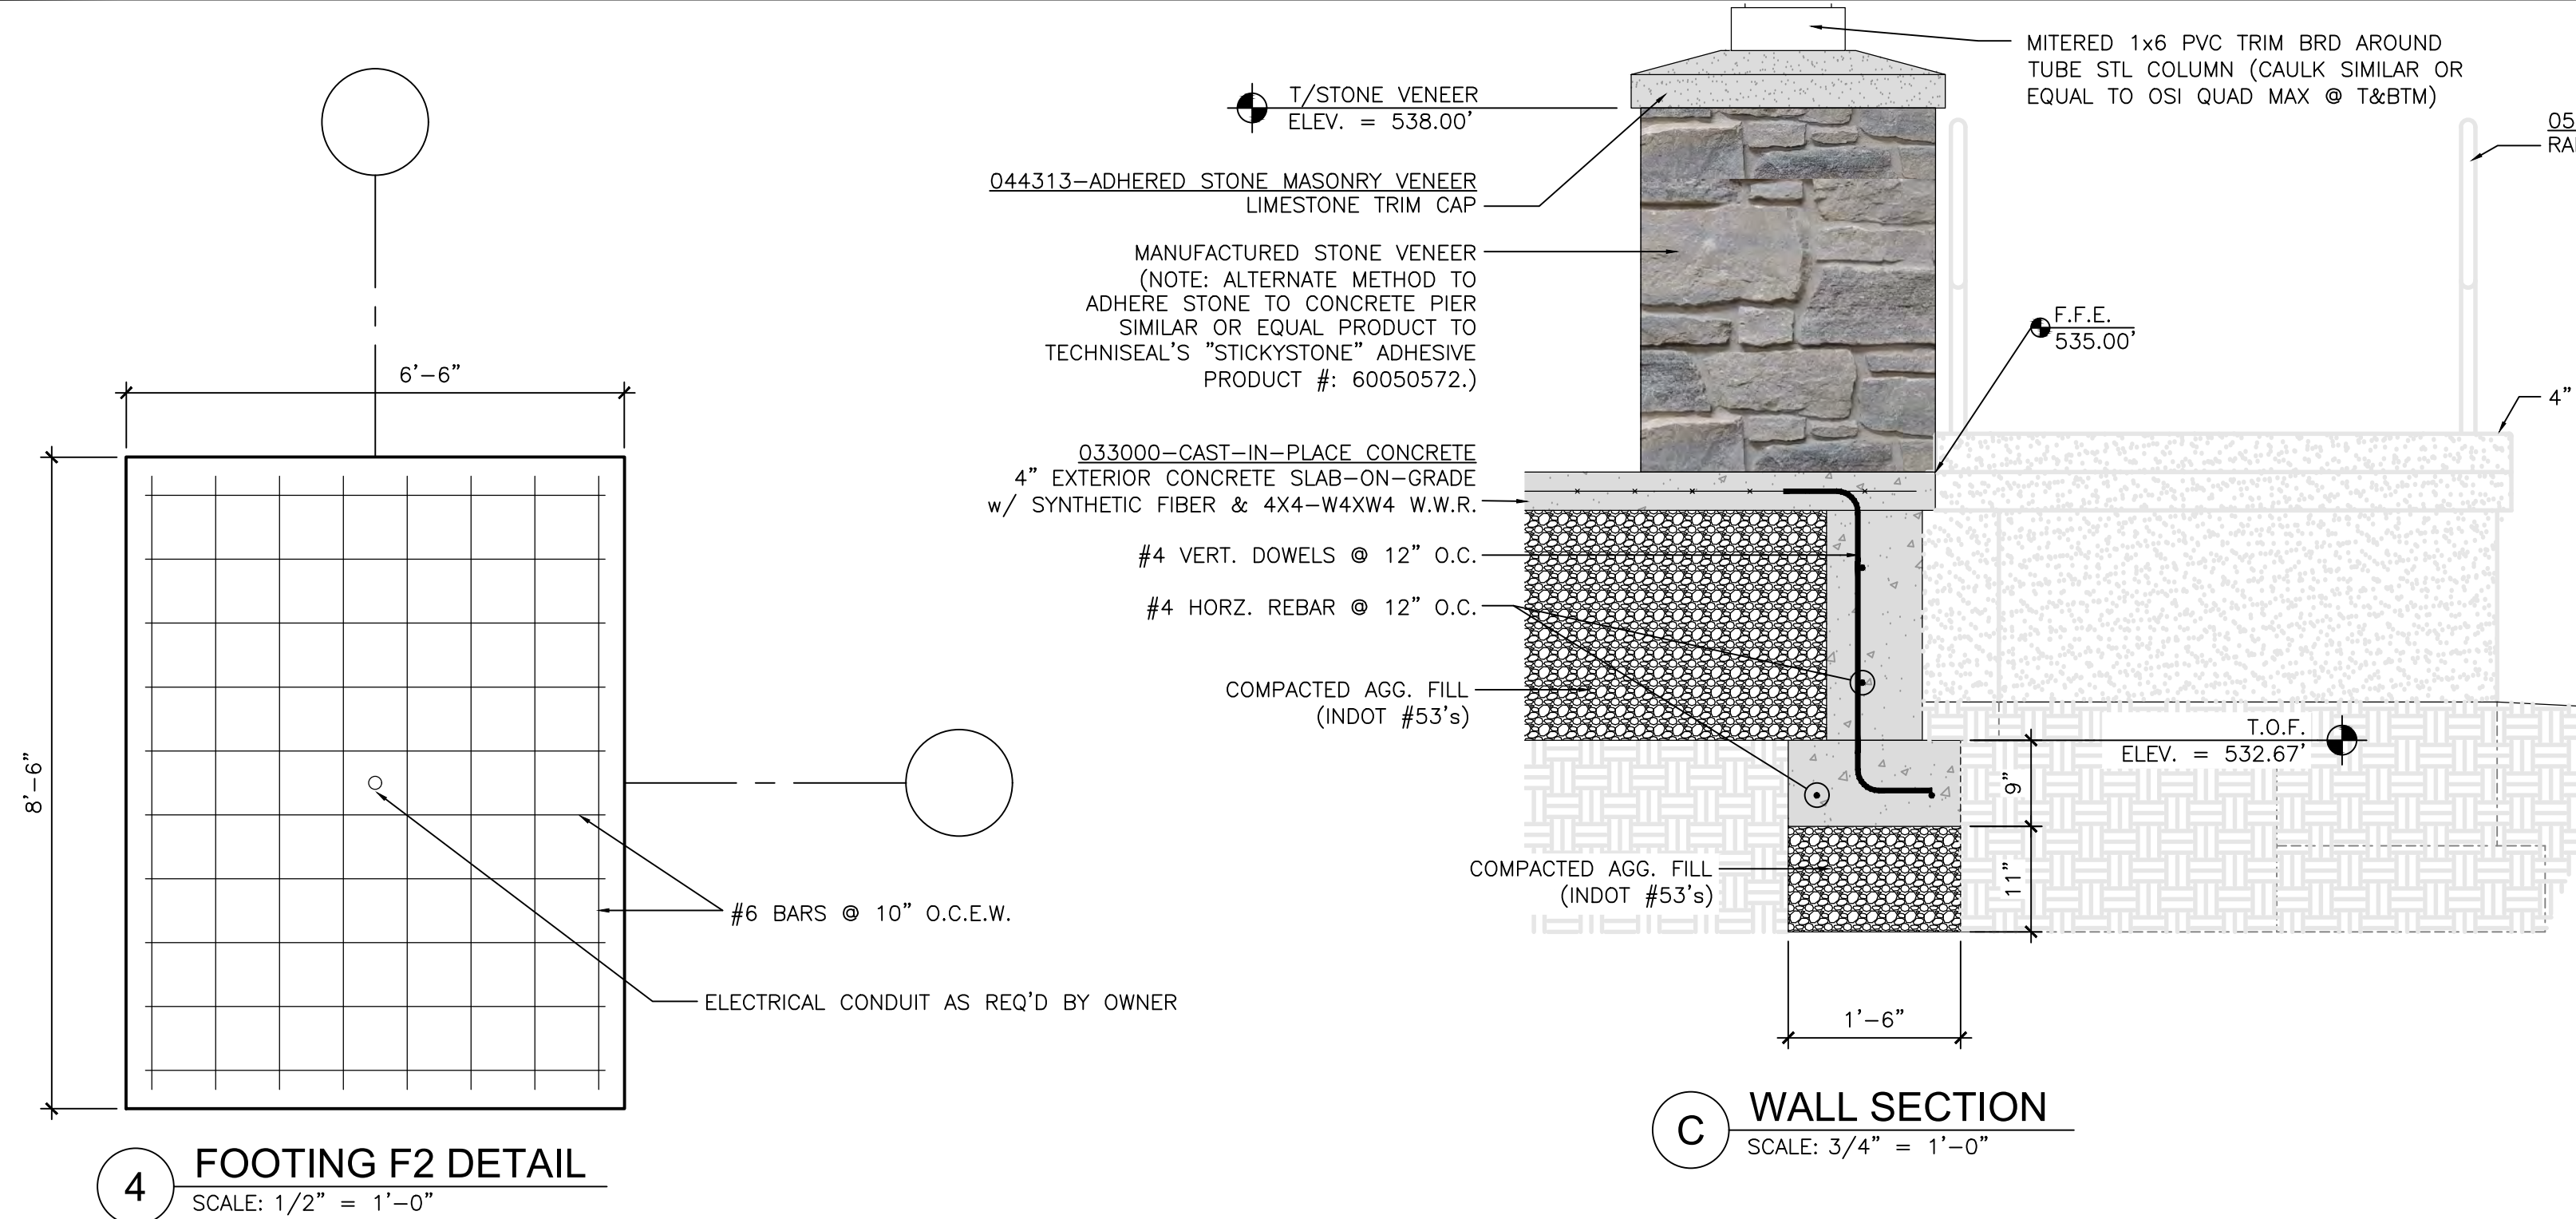 6'-6"
8'-6"
#6 BARS @ 10" O.C.E.W.
ELECTRICAL CONDUIT AS REQ'D BY OWNER
4
FOOTING F2 DETAIL
SCALE: 1/2" = 1'-0"
T/STONE VENEER
ELEV. = 538.00'
044313-ADHERED STONE MASONRY VENEER
LIMESTONE TRIM CAP
MANUFACTURED STONE VENEER
(NOTE: ALTERNATE METHOD TO
ADHERE STONE TO CONCRETE PIER
SIMILAR OR EQUAL PRODUCT TO
TECHNISEAL'S "STICKYSTONE" ADHESIVE
PRODUCT #: 60050572.)
033000-CAST-IN-PLACE CONCRETE
4" EXTERIOR CONCRETE SLAB-ON-GRADE
w/ SYNTHETIC FIBER & 4X4-W4XW4 W.W.R.
#4 VERT. DOWELS @ 12" O.C.
#4 HORZ. REBAR @ 12" O.C.
COMPACTED AGG. FILL
(INDOT #53's)
COMPACTED AGG. FILL
(INDOT #53's)
MITERED 1x6 PVC TRIM BRD AROUND
TUBE STL COLUMN (CAULK SIMILAR OR
EQUAL TO OSI QUAD MAX @ T&BTM)
05
RA
F.F.E.
535.00'
4"
T.O.F.
ELEV. = 532.67'
9"
11"
1'-6"
C
WALL SECTION
SCALE: 3/4" = 1'-0"